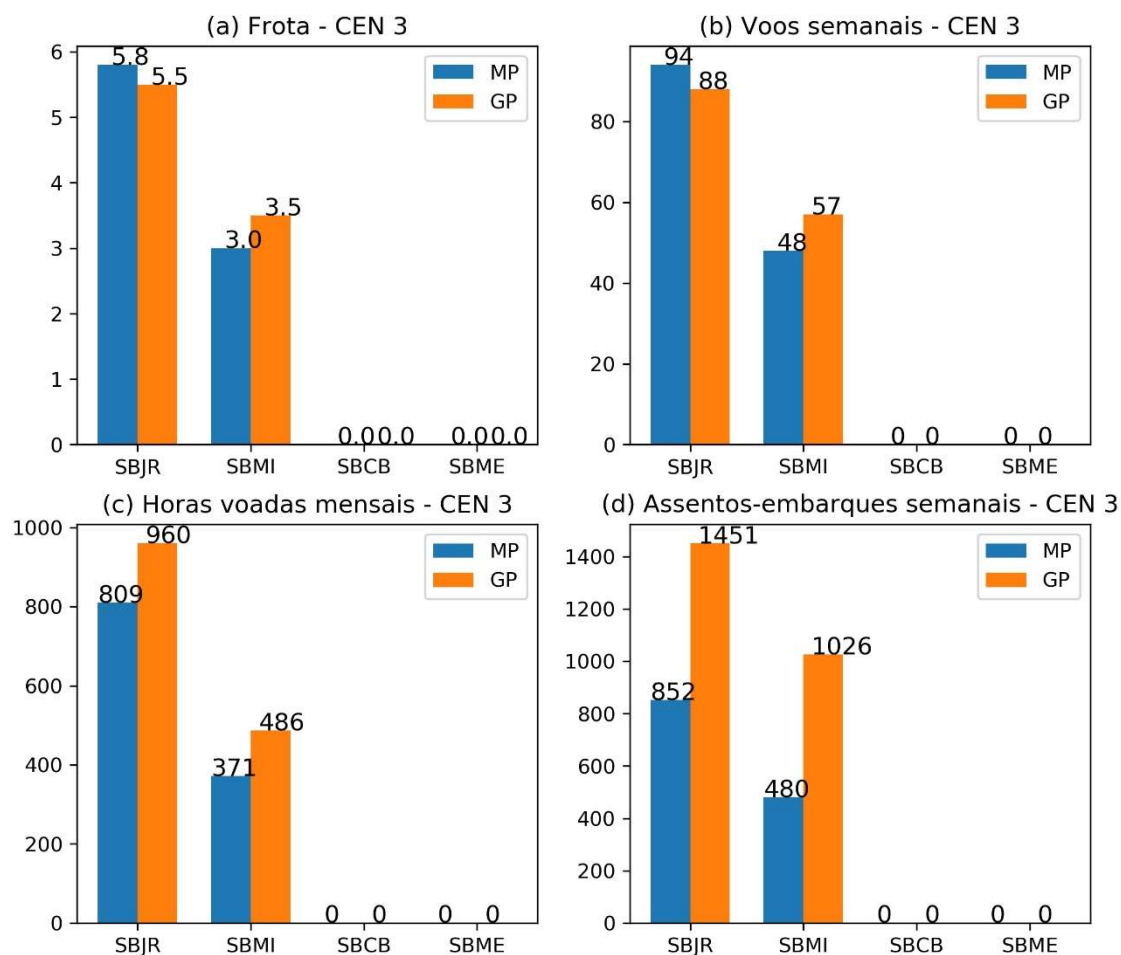 (a) Frota - CEN 3
6
5
4
3
2
1
0
5.8
5.5
3.0
3.5
0.0
0.0
0.0
0.0
MP
GP
SBJR
SBMI
SBCB
SBME
(b) Voos semanais - CEN 3
80
60
40
20
0
94
88
48
57
0
0
0
0
MP
GP
SBJR
SBMI
SBCB
SBME
(c) Horas voadas mensais - CEN 3
1000
800
600
400
200
0
809
960
371
486
0
0
0
0
MP
GP
SBJR
SBMI
SBCB
SBME
(d) Assentos-embarques semanais - CEN 3
1400
1200
1000
800
600
400
200
0
852
1451
480
1026
0
0
0
0
MP
GP
SBJR
SBMI
SBCB
SBME